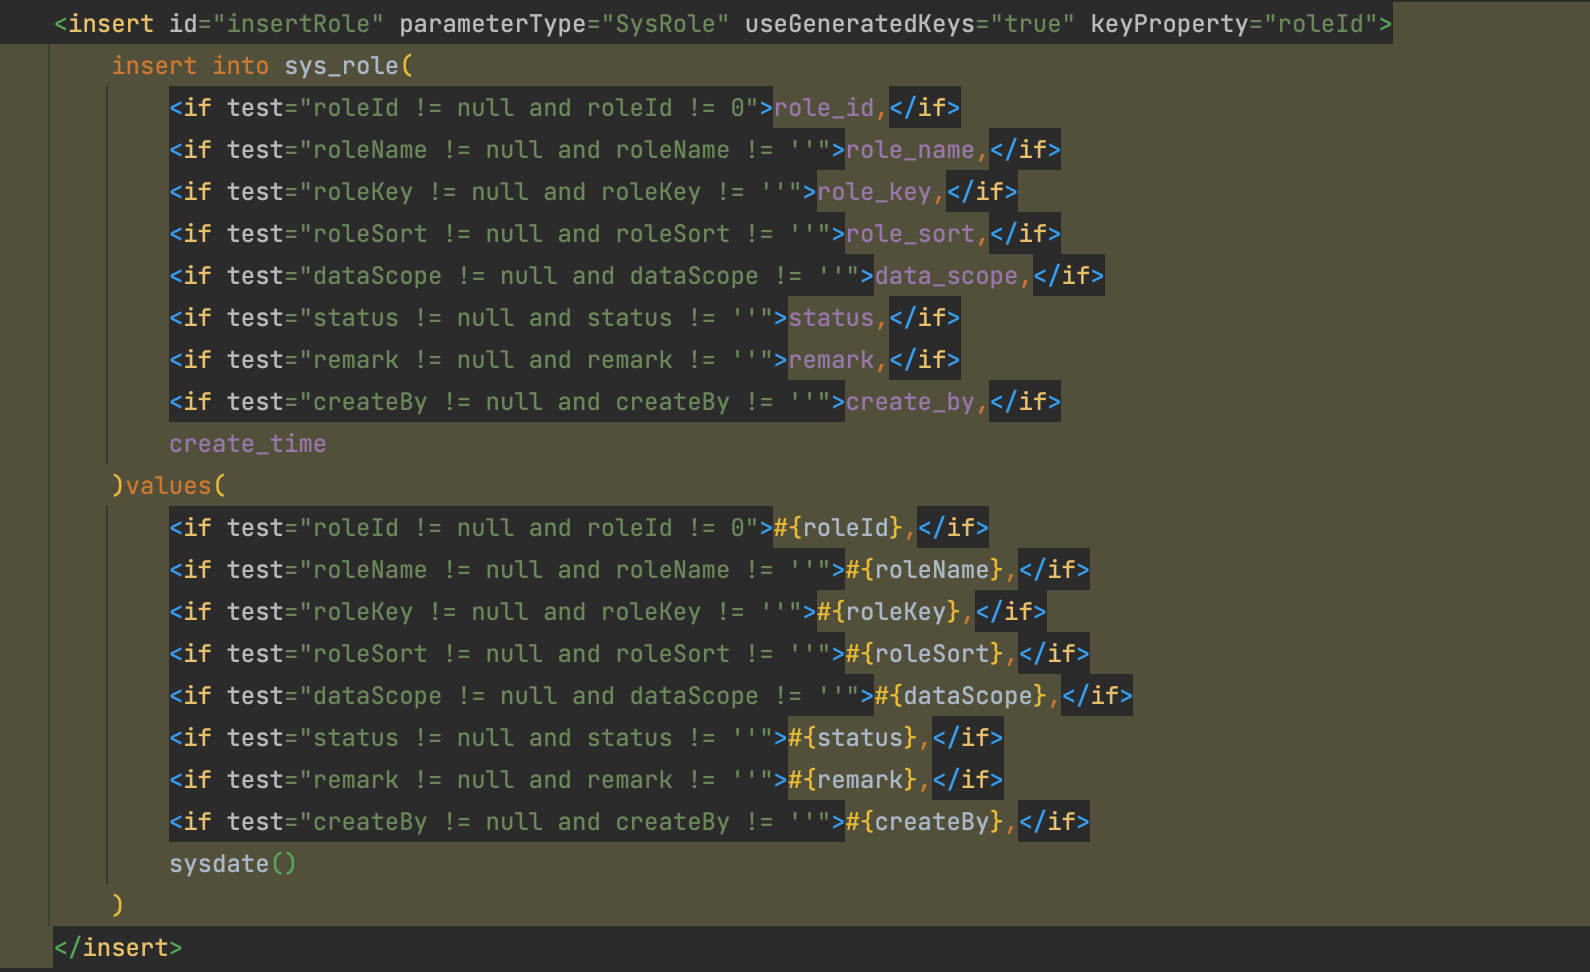 <insert id="insertRole" parameterType="SysRole" useGeneratedKeys="true" keyProperty="roleId">
insert into sys_role(
<if test="roleId != null and roleId != 0">role_id,</if>
<if test="roleName != null and roleName != ''">role_name,</if>
<if test="roleKey != null and roleKey != ''">role_key,</if>
<if test="roleSort != null and roleSort != ''">role_sort,</if>
<if test="dataScope != null and dataScope != ''">data_scope,</if>
<if test="status != null and status != ''">status,</if>
<if test="remark != null and remark != ''">remark,</if>
<if test="createBy != null and createBy != ''">create_by,</if>
create_time
)values(
<if test="roleId != null and roleId != 0">#{roleId},</if>
<if test="roleName != null and roleName != ''">#{roleName},</if>
<if test="roleKey != null and roleKey != ''">#{roleKey},</if>
<if test="roleSort != null and roleSort != ''">#{roleSort},</if>
<if test="dataScope != null and dataScope != ''">#{dataScope},</if>
<if test="status != null and status != ''">#{status},</if>
<if test="remark != null and remark != ''">#{remark},</if>
<if test="createBy != null and createBy != ''">#{createBy},</if>
sysdate()
)
</insert>